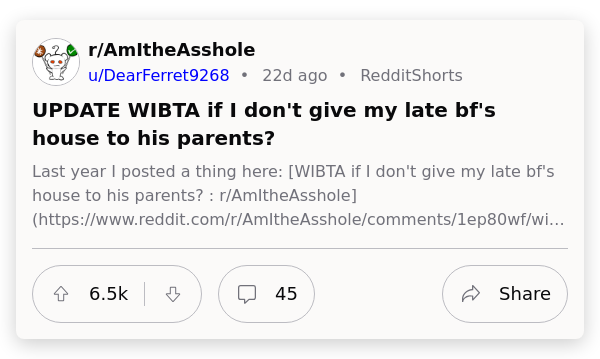 r/AmItheAsshole
u/DearFerret9268 • 22d ago • RedditShorts
UPDATE WIBTA if I don't give my late bf's
house to his parents?
Last year I posted a thing here: [WIBTA if I don't give my late bf's
house to his parents? : r/AmItheAsshole]
(https://www.reddit.com/r/AmItheAsshole/comments/1ep80wf/wi...
6.5k 45 Share